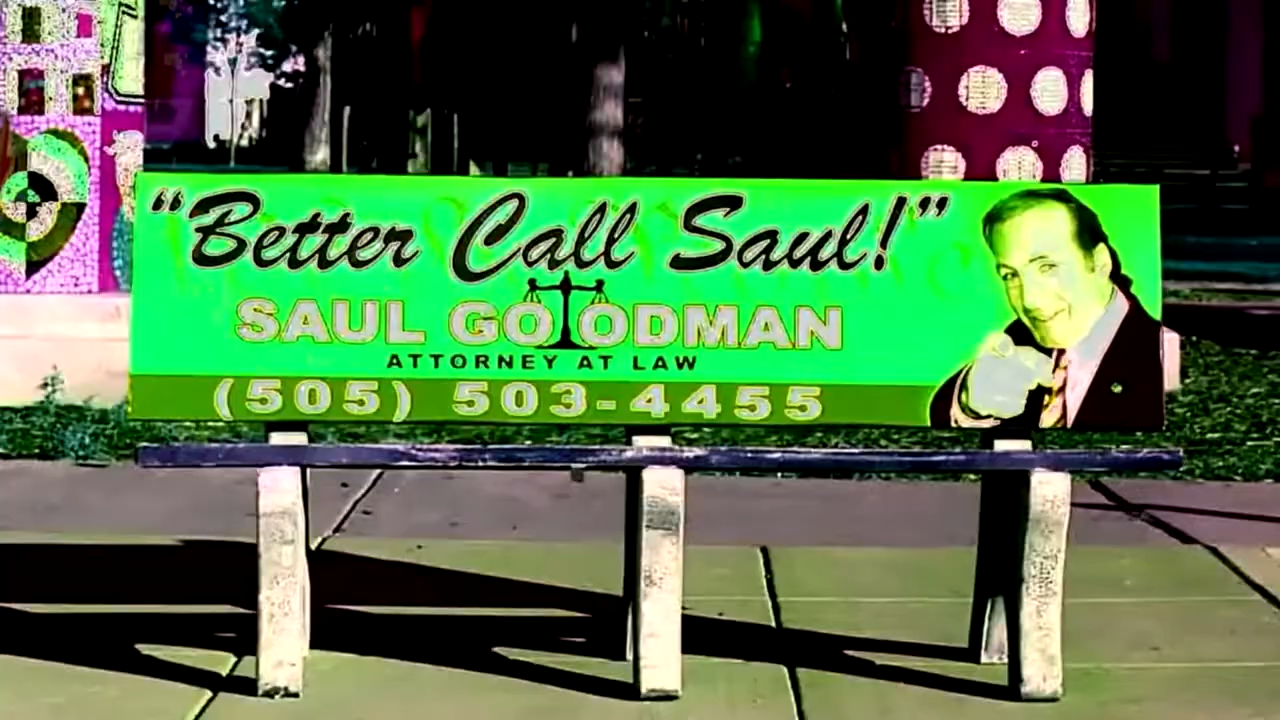 “Better Call Saul!”
SAUL GOODMAN
ATTORNEY AT LAW
(505) 503-4455